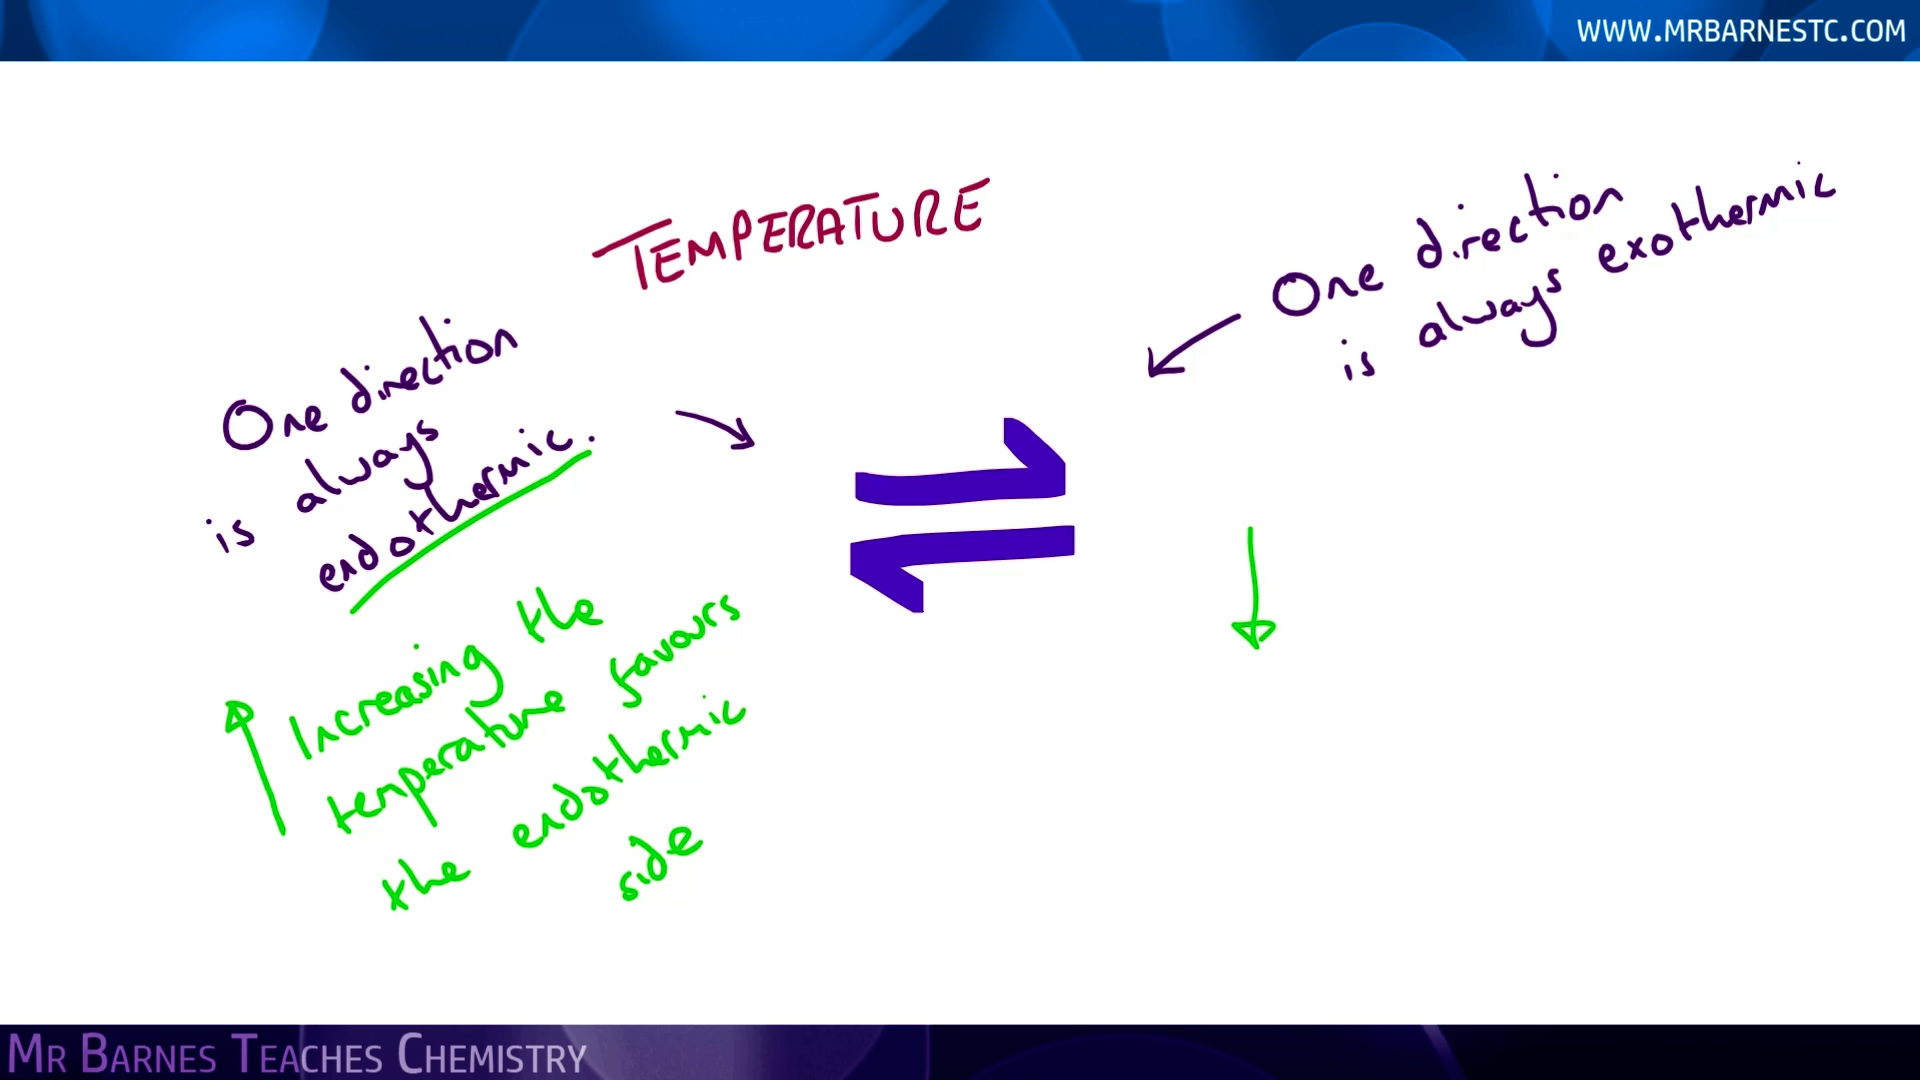 WWW.MRBARNESTC.COM
TEMPERATURE
One direction
is always
endothermic.
One direction
is always exothermic
Increasing the
temperature favours
the endothermic
side
MR BARNES TEACHES CHEMISTRY